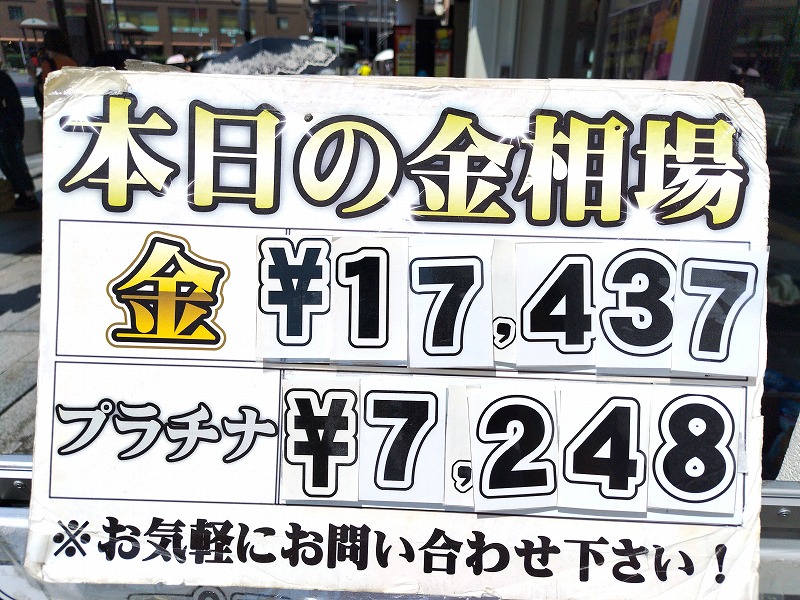 本日の金相場
金 ¥17,437
プラチナ ¥7,248
※お気軽にお問い合わせ下さい！